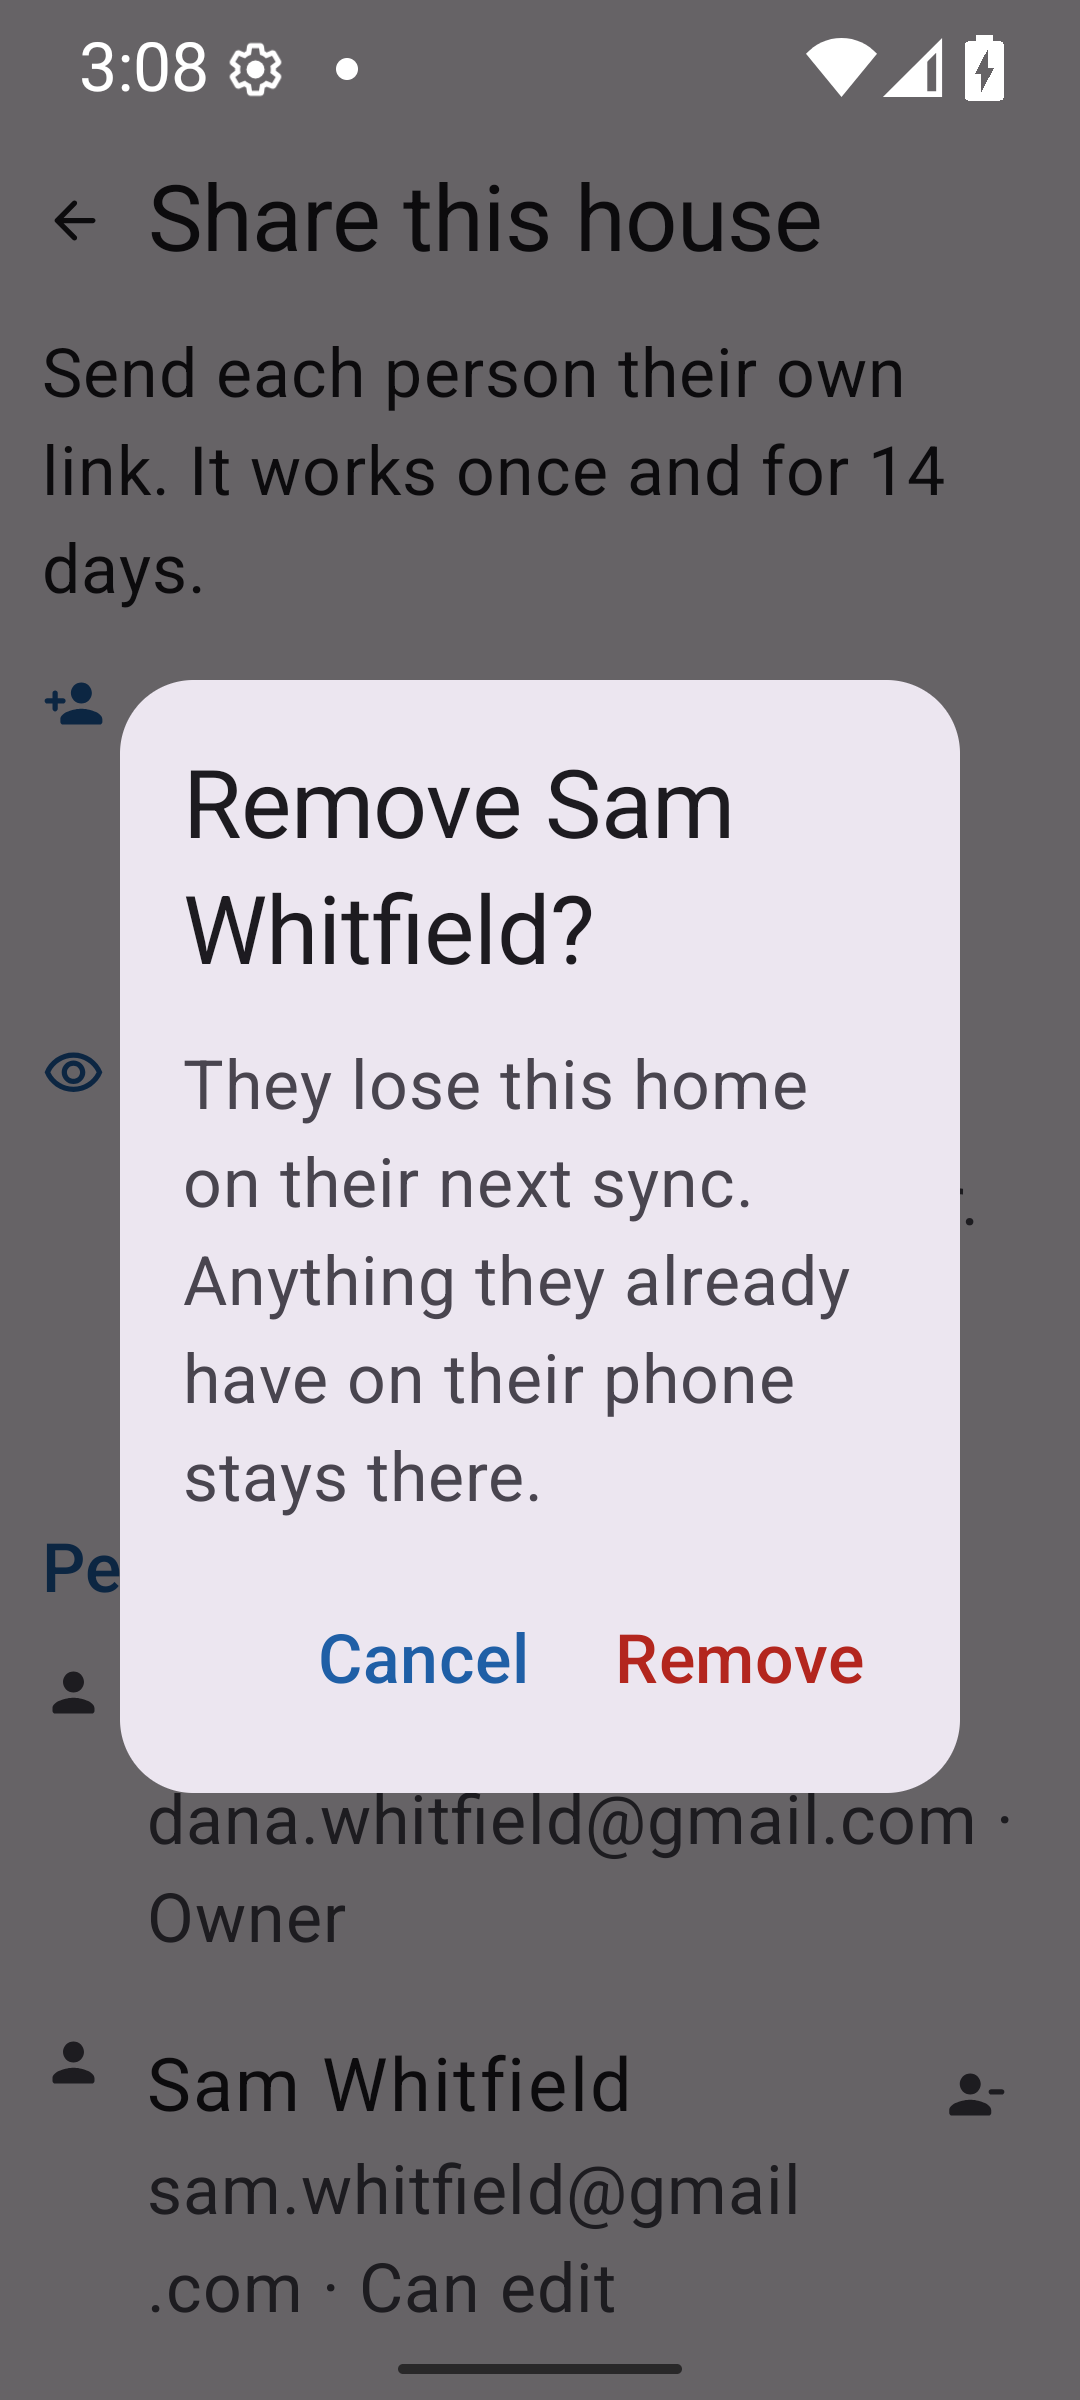 3:08
Share this house
Send each person their own
link. It works once and for 14
days.
Remove Sam
Whitfield?
They lose this home
on their next sync.
Anything they already
have on their phone
stays there.
Pe
Cancel Remove
dana.whitfield@gmail.com ·
Owner
Sam Whitfield
sam.whitfield@gmail
.com · Can edit